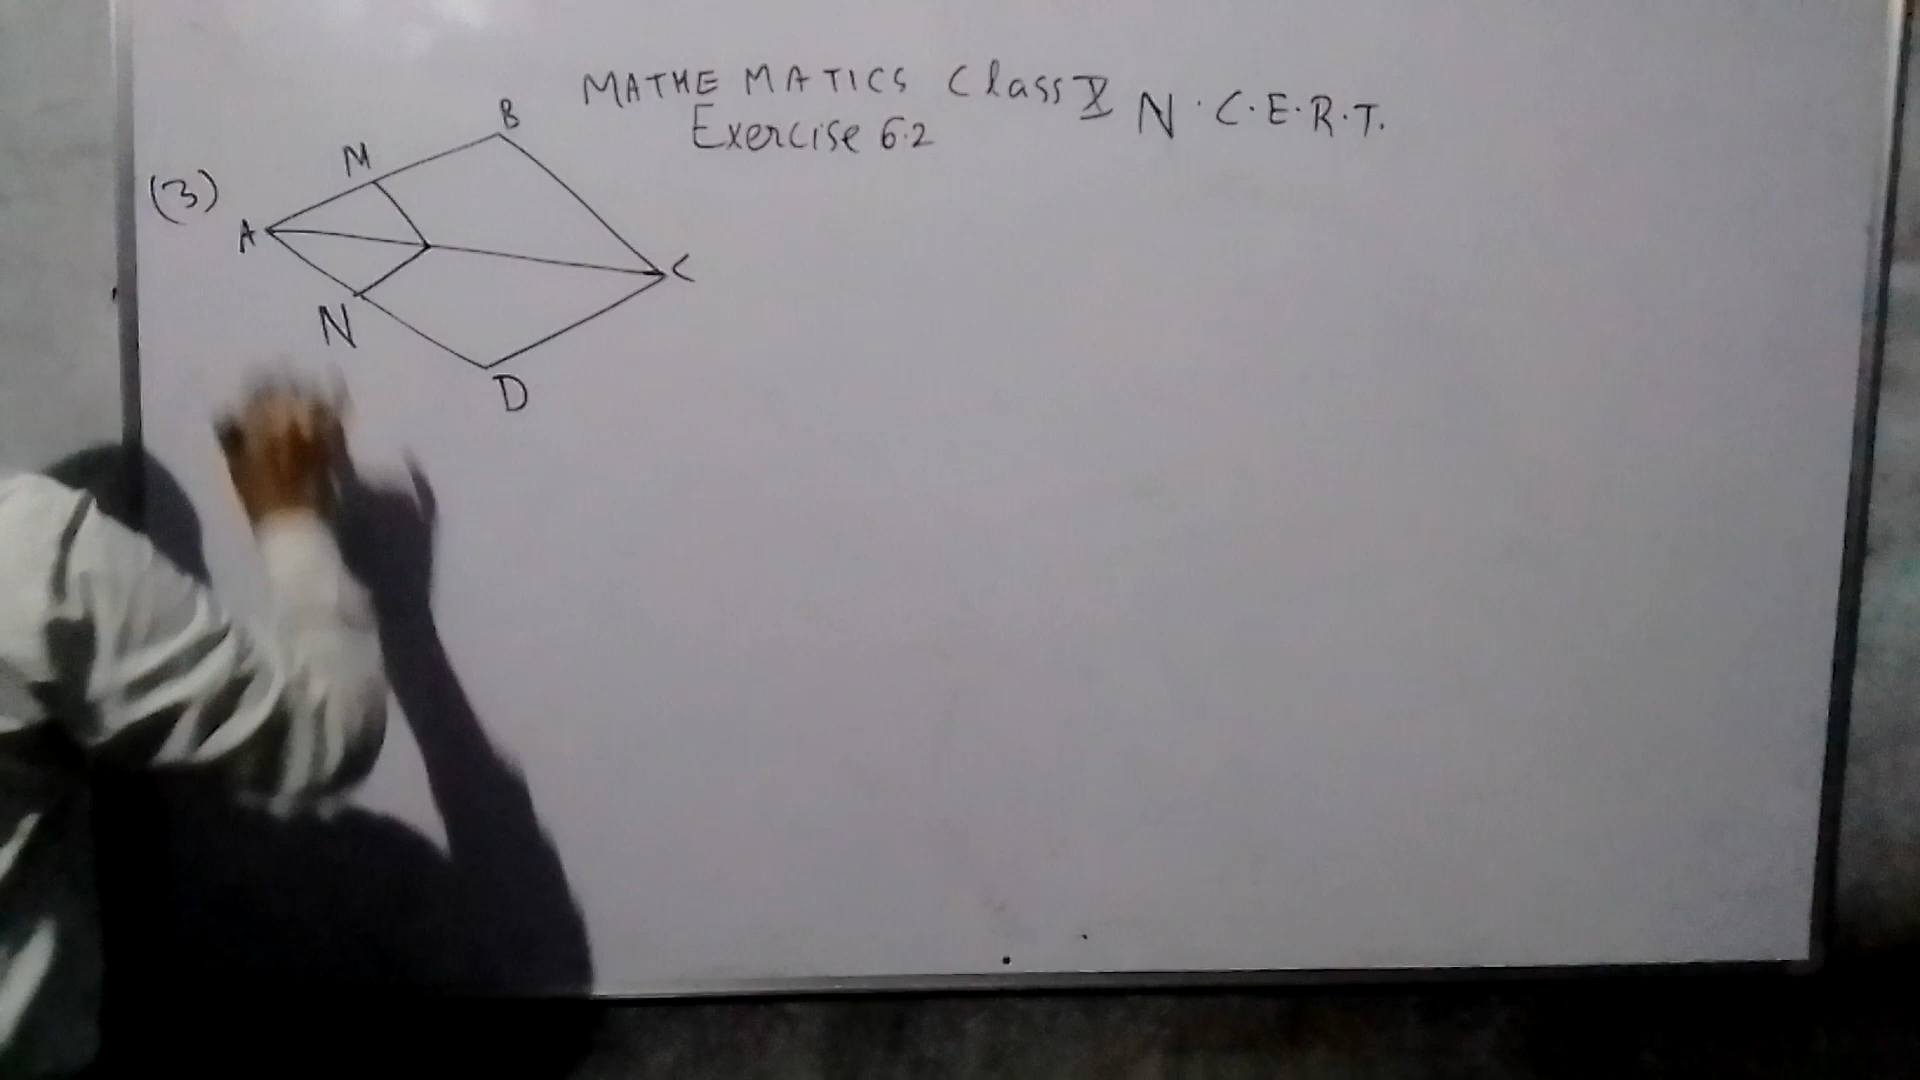 MATHEMATICS Class X N.C.E.R.T.
Exercise 6.2
(3)
B
M
A
C
N
D